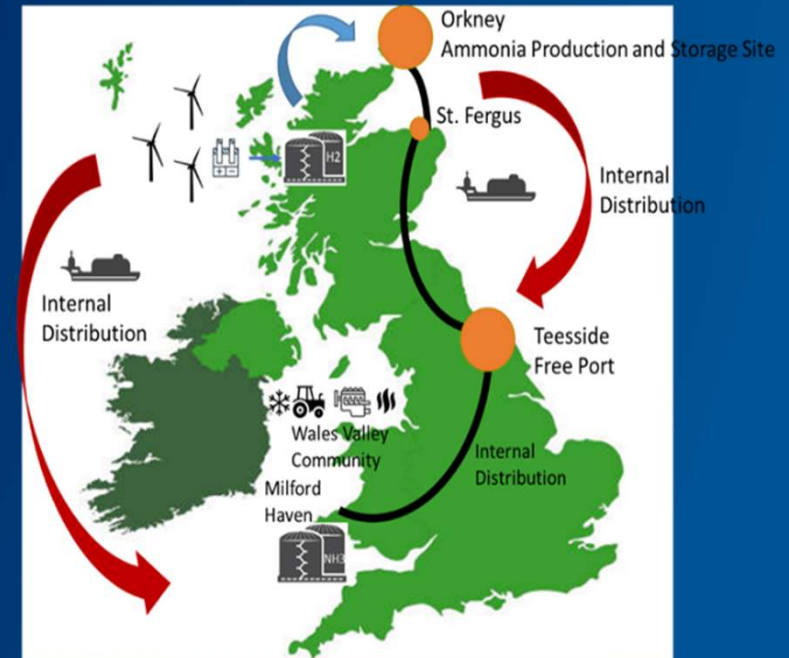 Orkney
Ammonia Production and Storage Site
St. Fergus
H2
Internal
Distribution
Internal
Distribution
Teesside
Free Port
Wales Valley
Community
Internal
Distribution
Milford
Haven
NH3